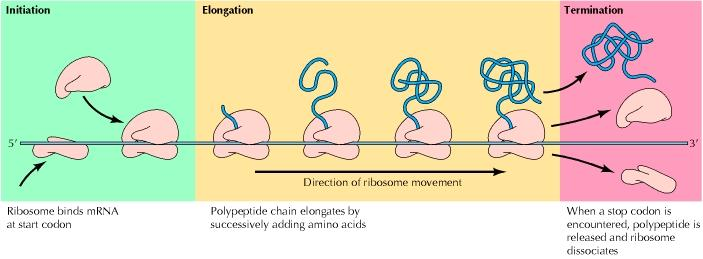 Initiation
Elongation
Termination
5′
3′
Direction of ribosome movement
Ribosome binds mRNA
at start codon
Polypeptide chain elongates by
successively adding amino acids
When a stop codon is
encountered, polypeptide is
released and ribosome
dissociates